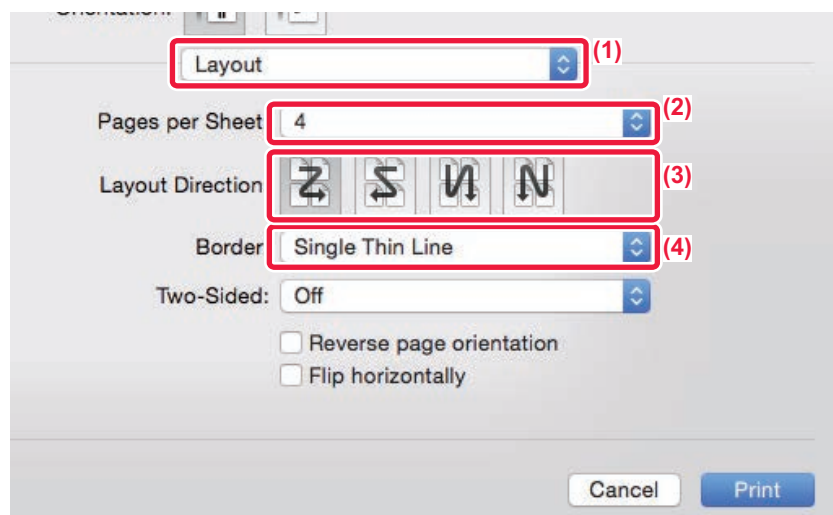 Orientation:
Layout
(1)
Pages per Sheet 4
(2)
Layout Direction
(3)
Border Single Thin Line
(4)
Two-Sided: Off
Reverse page orientation
Flip horizontally
Cancel Print